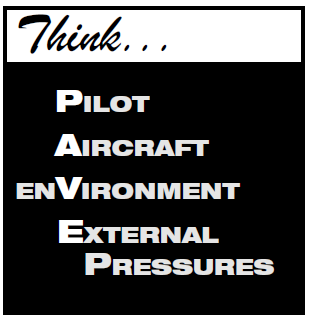 Think...
PILOT
AIRCRAFT
ENVIRONMENT
EXTERNAL
PRESSURES